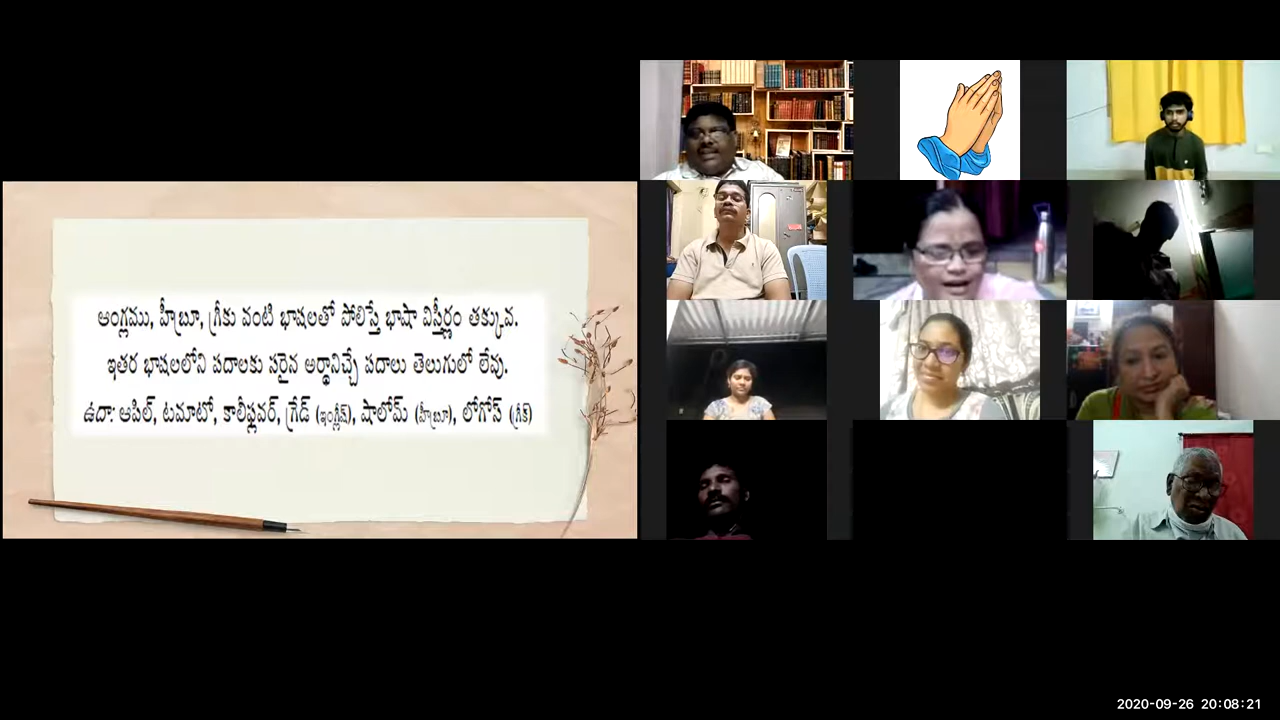 ఆంగ్లము, హీబ్రూ, గ్రీకు వంటి భాషలతో పోలిస్తే భాషా విస్తీర్ణం తక్కువ.
ఇతర భాషలలోని పదాలకు సరైన అర్థానిచ్చే పదాలు తెలుగులో లేవు.
ఉదా: ఆపిల్, టమాటో, కాలీఫ్లవర్, గ్రేడ్ (ఇంగ్లీష్), షాలోమ్ (హీబ్రూ), లోగోస్ (గ్రీక్)
2020-09-26 20:08:21